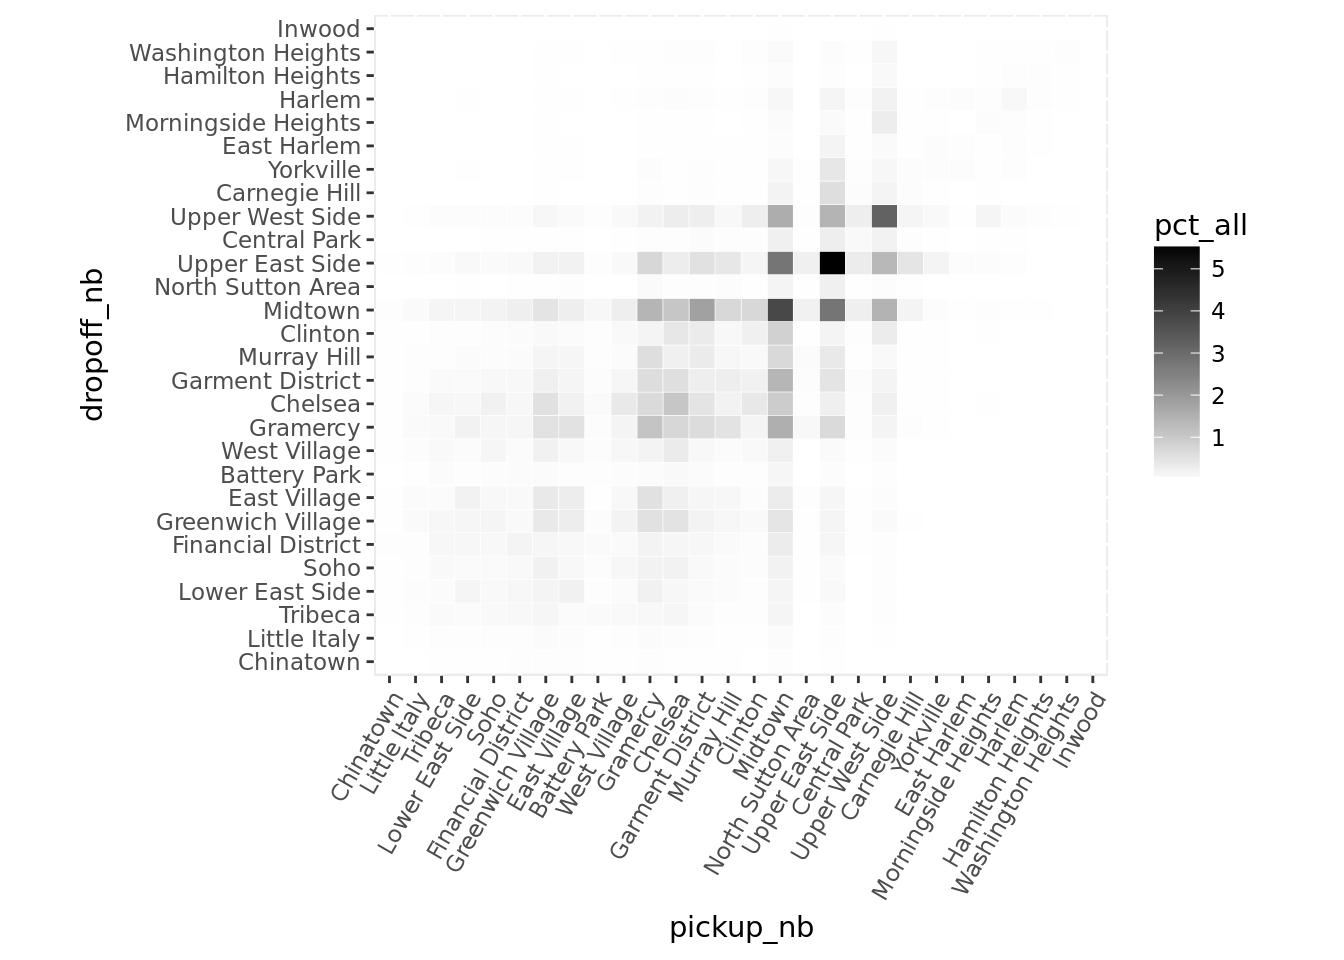 Inwood
Washington Heights
Hamilton Heights
Harlem
Morningside Heights
East Harlem
Yorkville
Carnegie Hill
Upper West Side
Central Park
Upper East Side
North Sutton Area
Midtown
Clinton
Murray Hill
Garment District
Chelsea
Gramercy
West Village
Battery Park
East Village
Greenwich Village
Financial District
Soho
Lower East Side
Tribeca
Little Italy
Chinatown
dropoff_nb
Chinatown
Little Italy
Tribeca
Lower East Side
Soho
Financial District
Greenwich Village
East Village
Battery Park
West Village
Gramercy
Chelsea
Garment District
Murray Hill
Clinton
Midtown
North Sutton Area
Upper East Side
Central Park
Upper West Side
Carnegie Hill
Yorkville
East Harlem
Morningside Heights
Harlem
Hamilton Heights
Washington Heights
Inwood
pickup_nb
pct_all
5
4
3
2
1